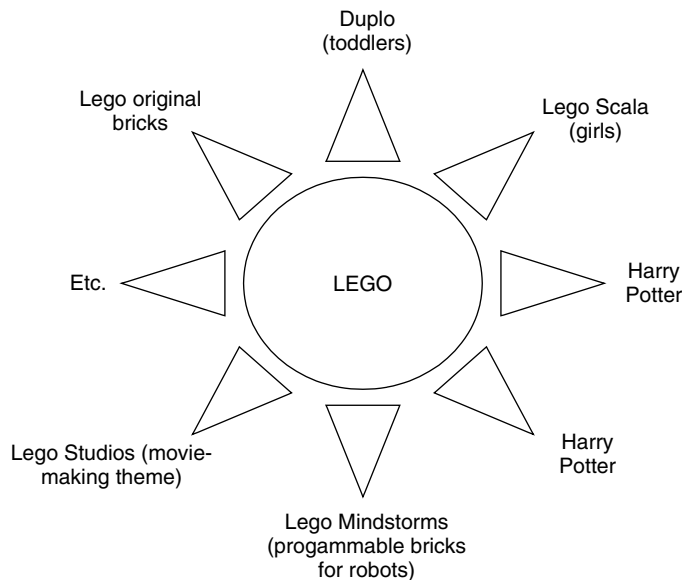 Duplo
(toddlers)
Lego original
bricks
Lego Scala
(girls)
Etc.
LEGO
Harry
Potter
Lego Studios (movie-
making theme)
Harry
Potter
Lego Mindstorms
(progammable bricks
for robots)